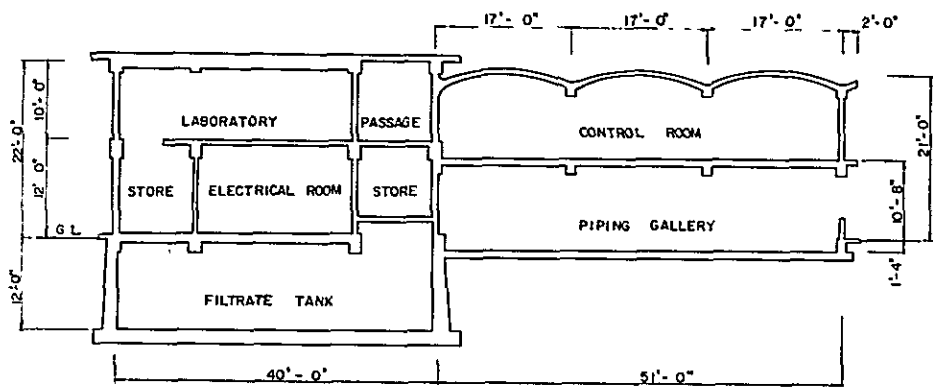 17'-0" 17'-0" 17'-0" 2'-0"
10'-0"
22'-0"
12' 0"
12'-0"
G L
LABORATORY PASSAGE
CONTROL ROOM
STORE ELECTRICAL ROOM STORE
PIPING GALLERY
FILTRATE TANK
21'-0"
10'-8"
1'-4"
40'-0" 51'-0"